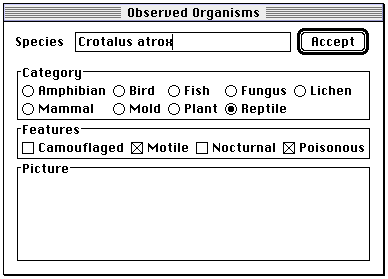 Observed Organisms
Species Crotalus atrox Accept
Category
Amphibian Bird Fish Fungus Lichen
Mammal Mold Plant Reptile
Features
Camouflaged Motile Nocturnal Poisonous
Picture